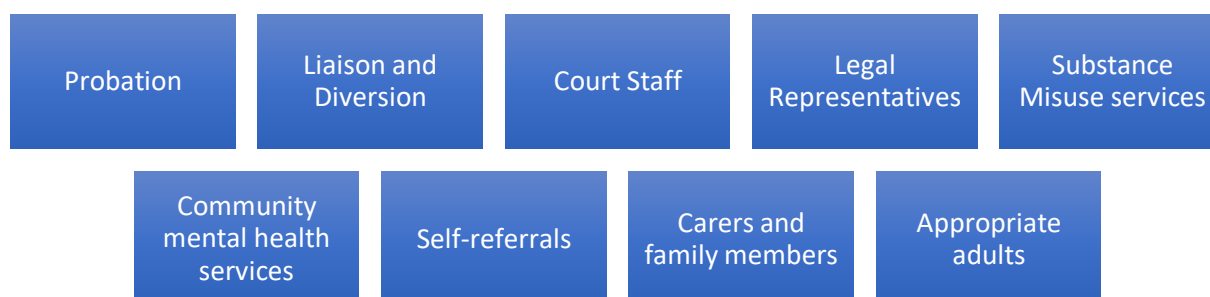 Probation
Liaison and
Diversion
Court Staff
Legal
Representatives
Substance
Misuse services
Community
mental health
services
Self-referrals
Carers and
family members
Appropriate
adults